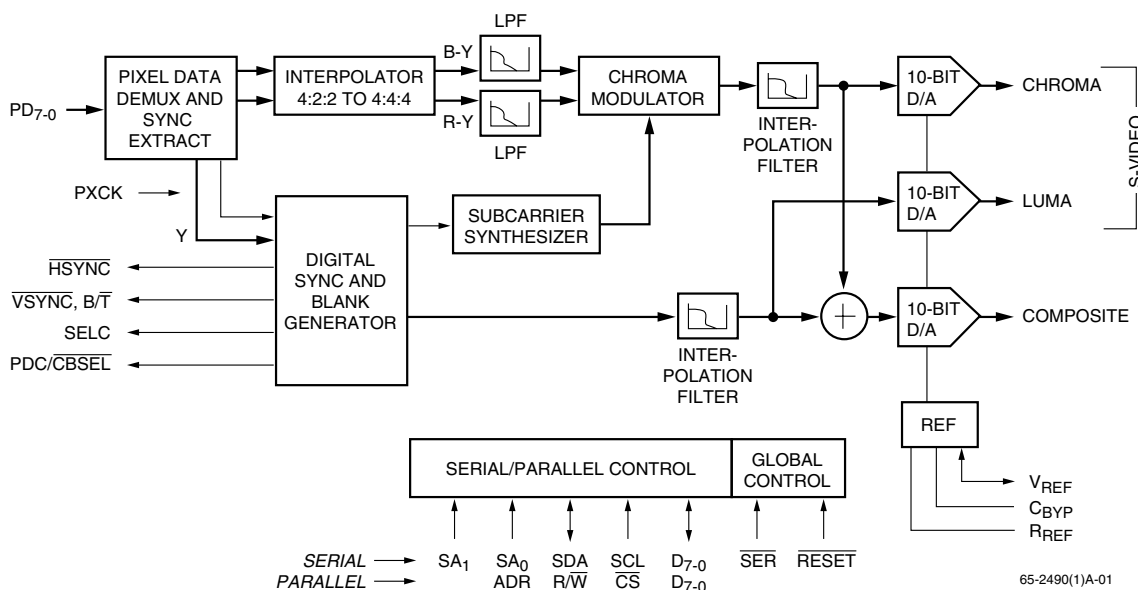 LPF
B-Y
PIXEL DATA
DEMUX AND
SYNC
EXTRACT
PD7-0
INTERPOLATOR
4:2:2 TO 4:4:4
CHROMA
MODULATOR
R-Y
LPF
INTER-
POLATION
FILTER
10-BIT
D/A
CHROMA
S-VIDEO
PXCK
Y
SUBCARRIER
SYNTHESIZER
10-BIT
D/A
LUMA
HSYNC
VSYNC, B/T
SELC
PDC/CBSEL
DIGITAL
SYNC AND
BLANK
GENERATOR
INTER-
POLATION
FILTER
+
10-BIT
D/A
COMPOSITE
REF
VREF
CBYP
RREF
SERIAL/PARALLEL CONTROL
GLOBAL
CONTROL
SERIAL SA1 SA0 SDA SCL D7-0 SER RESET
PARALLEL ADR R/W CS D7-0
65-2490(1)A-01